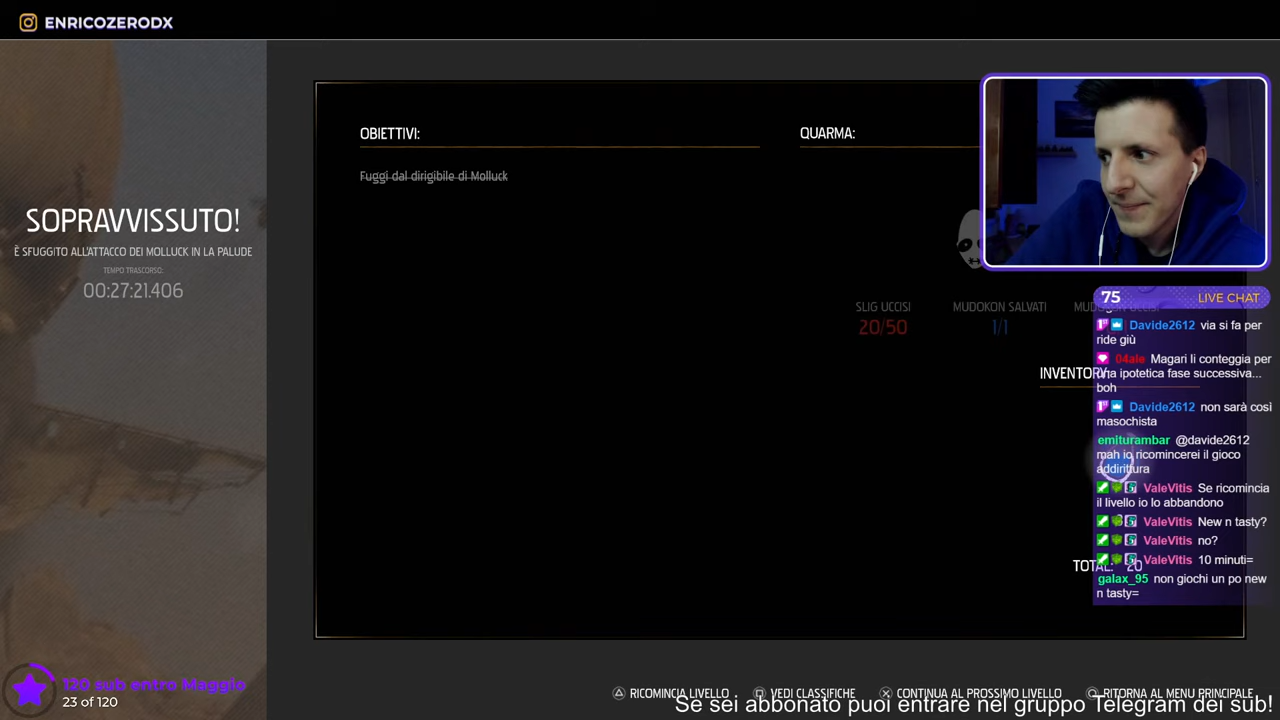 ENRICOZERODX
OBIETTIVI:
QUARMA:
Fuggi dal dirigibile di Molluck
SOPRAVVISSUTO!
È SFUGGITO ALL'ATTACCO DEI MOLLUCK IN LA PALUDE
TEMPO TRASCORSO:
00:27:21.406
SLIG UCCISI
MUDOKON SALVATI
20/50
1/1
INVENTORY:
TOTAL: 20
75
LIVE CHAT
Davide2612 via si fa per
ride giù
04ale Magari li conteggia per
una ipotetica fase successiva...
boh
Davide2612 non sarà così
masochista
emiturambar @davide2612
mah io ricomincerei il gioco
addirittura
ValeVitis Se ricomincia
il livello io lo abbandono
ValeVitis New n tasty?
ValeVitis no?
ValeVitis 10 minuti=
galax_95 non giochi un po new
n tasty=
120 sub entro Maggio
23 of 120
RICOMINCIA LIVELLO
VEDI CLASSIFICHE
CONTINUA AL PROSSIMO LIVELLO
RITORNA AL MENU PRINCIPALE
Se sei abbonato puoi entrare nel gruppo Telegram dei sub!